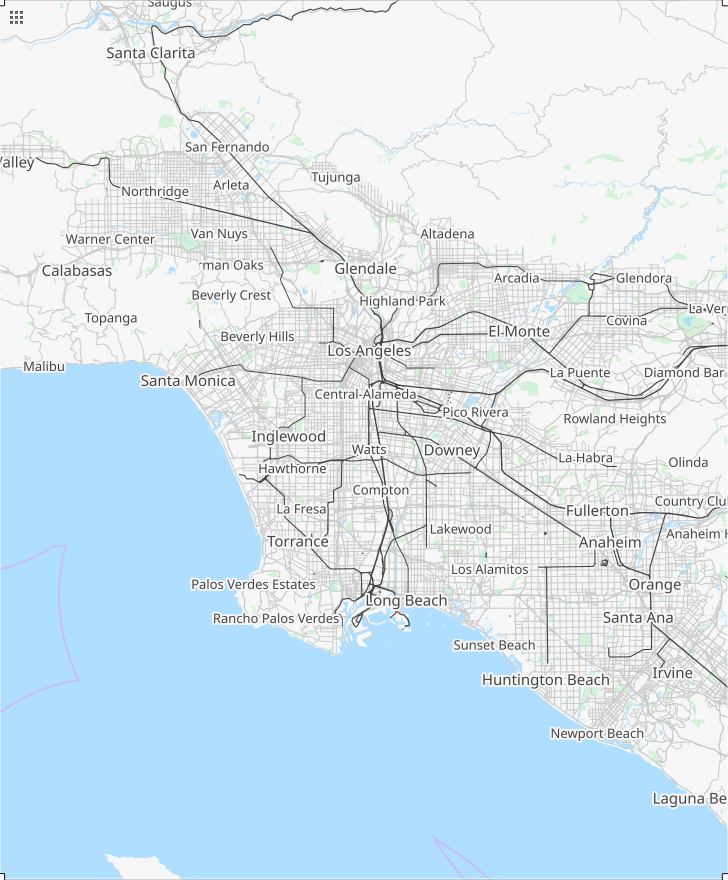 Saugus
Santa Clarita
San Fernando
Valley
Tujunga
Arleta
Northridge
Van Nuys
Altadena
Warner Center
rman Oaks
Glendale
Calabasas
Arcadia
Glendora
Beverly Crest
Highland Park
La Ver
Topanga
Covina
El Monte
Beverly Hills
Los Angeles
Malibu
La Puente
Diamond Bar
Santa Monica
Central-Alameda
Pico Rivera
Rowland Heights
Inglewood
Watts
Downey
La Habra
Olinda
Hawthorne
Compton
Country Clu
La Fresa
Fullerton
Lakewood
Anaheim H
Torrance
Anaheim
Los Alamitos
Palos Verdes Estates
Orange
Long Beach
Rancho Palos Verdes
Santa Ana
Sunset Beach
Irvine
Huntington Beach
Newport Beach
Laguna Be